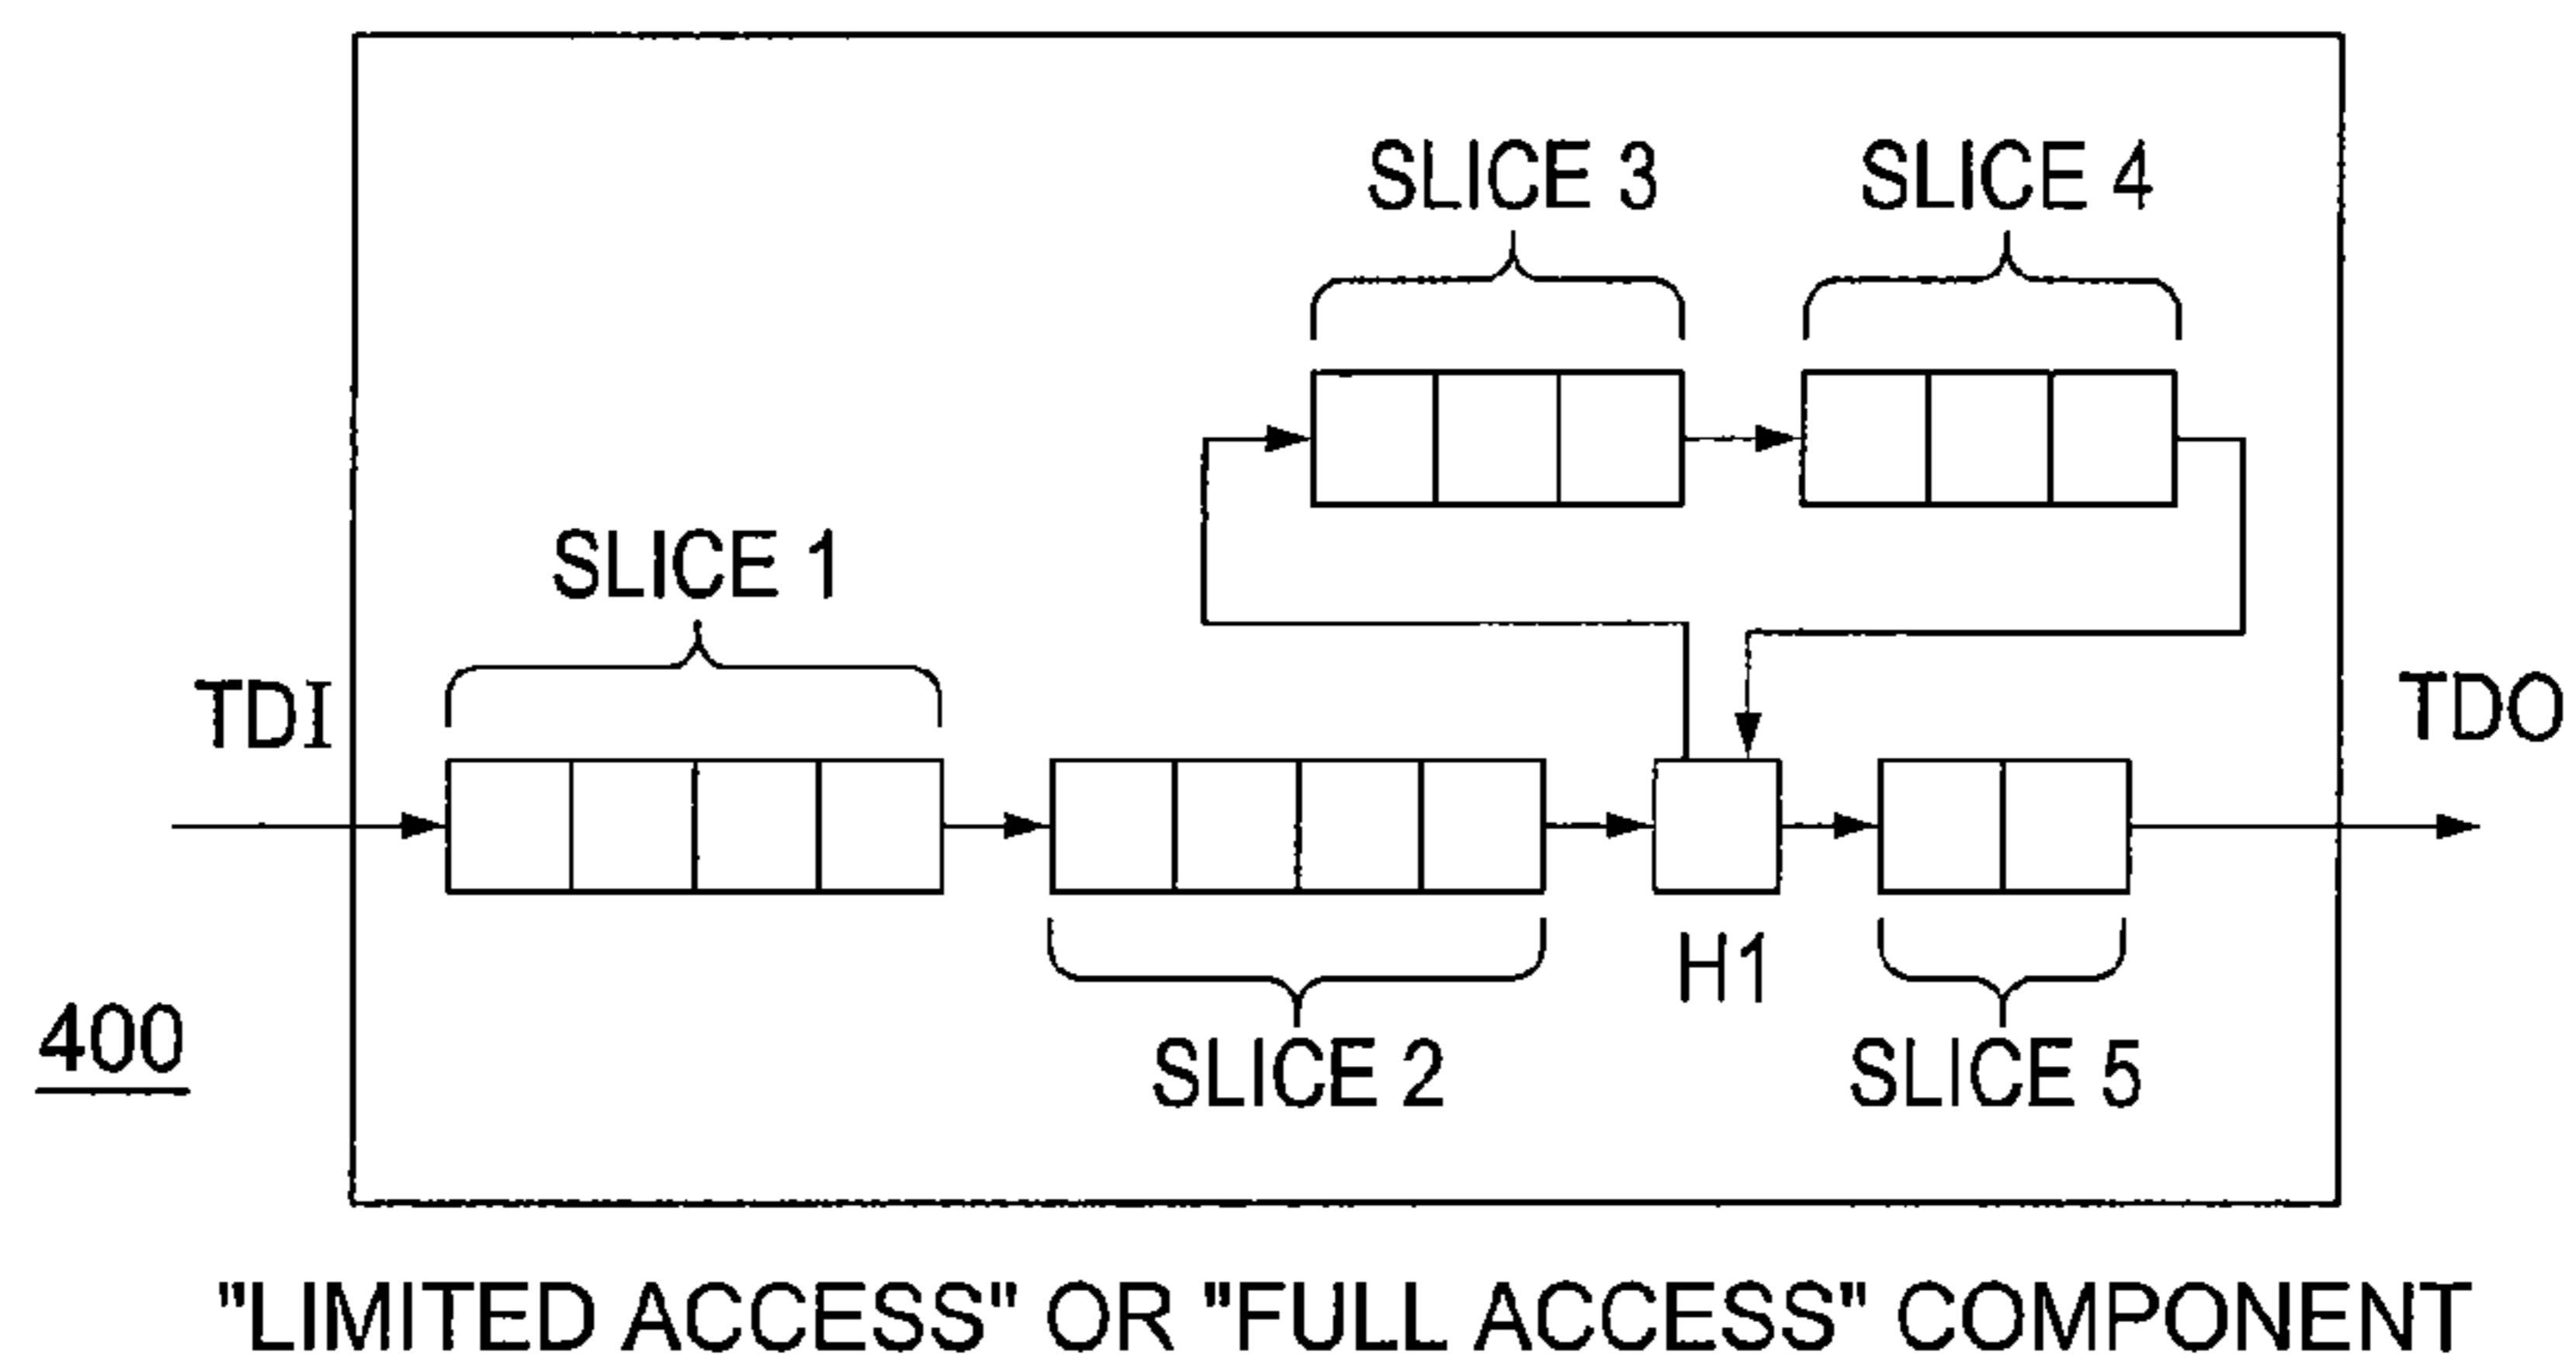 SLICE 3
SLICE 4
SLICE 1
TDI
TDO
H1
400
SLICE 2
SLICE 5
"LIMITED ACCESS" OR "FULL ACCESS" COMPONENT